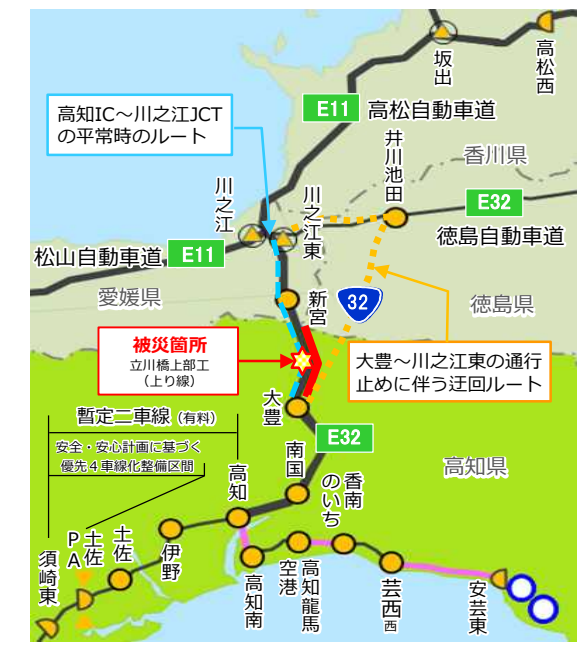 坂出
高松西
E11 高松自動車道
高知IC～川之江JCT
の平常時のルート
井川池田
香川県
川之江
川之江東
E32
徳島自動車道
松山自動車道 E11
愛媛県
新宮
32
徳島県
被災箇所
立川橋上部工
（上り線）
大豊～川之江東の通行
止めに伴う迂回ルート
大豊
暫定二車線（有料）
E32
安全・安心計画に基づく
優先４車線化整備区間
高知
南国
香南
のいち
高知県
須崎東
土佐
PA
土佐
伊野
高知南
高知龍馬
空港
芸西西
安芸東